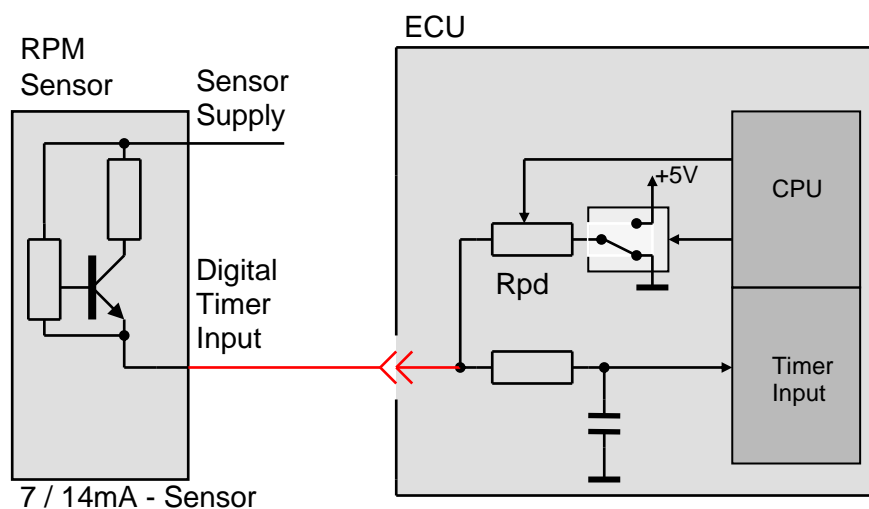 ECU
RPM
Sensor
Sensor
Supply
+5V
CPU
Rpd
Digital
Timer
Input
Timer
Input
7 / 14mA - Sensor